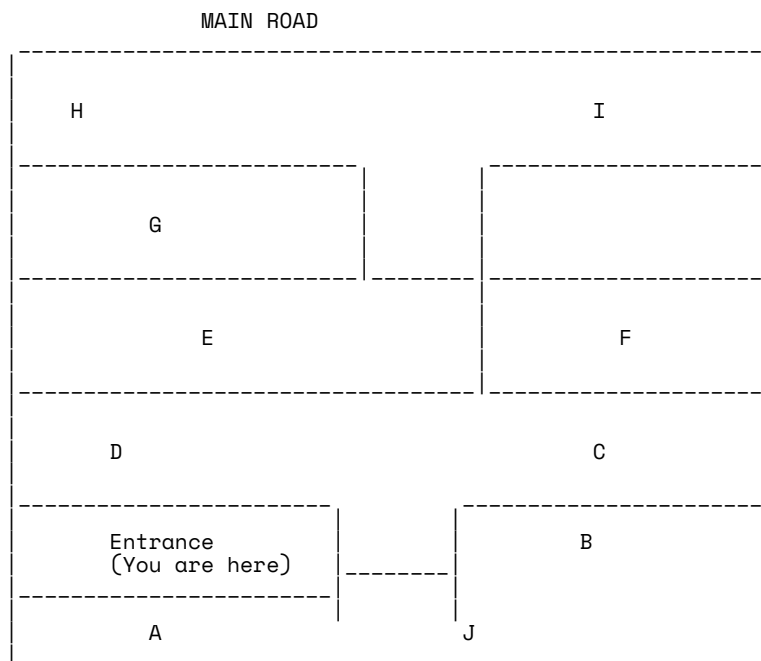 MAIN ROAD
H I
G
E F
D C
Entrance B
(You are here)
A J